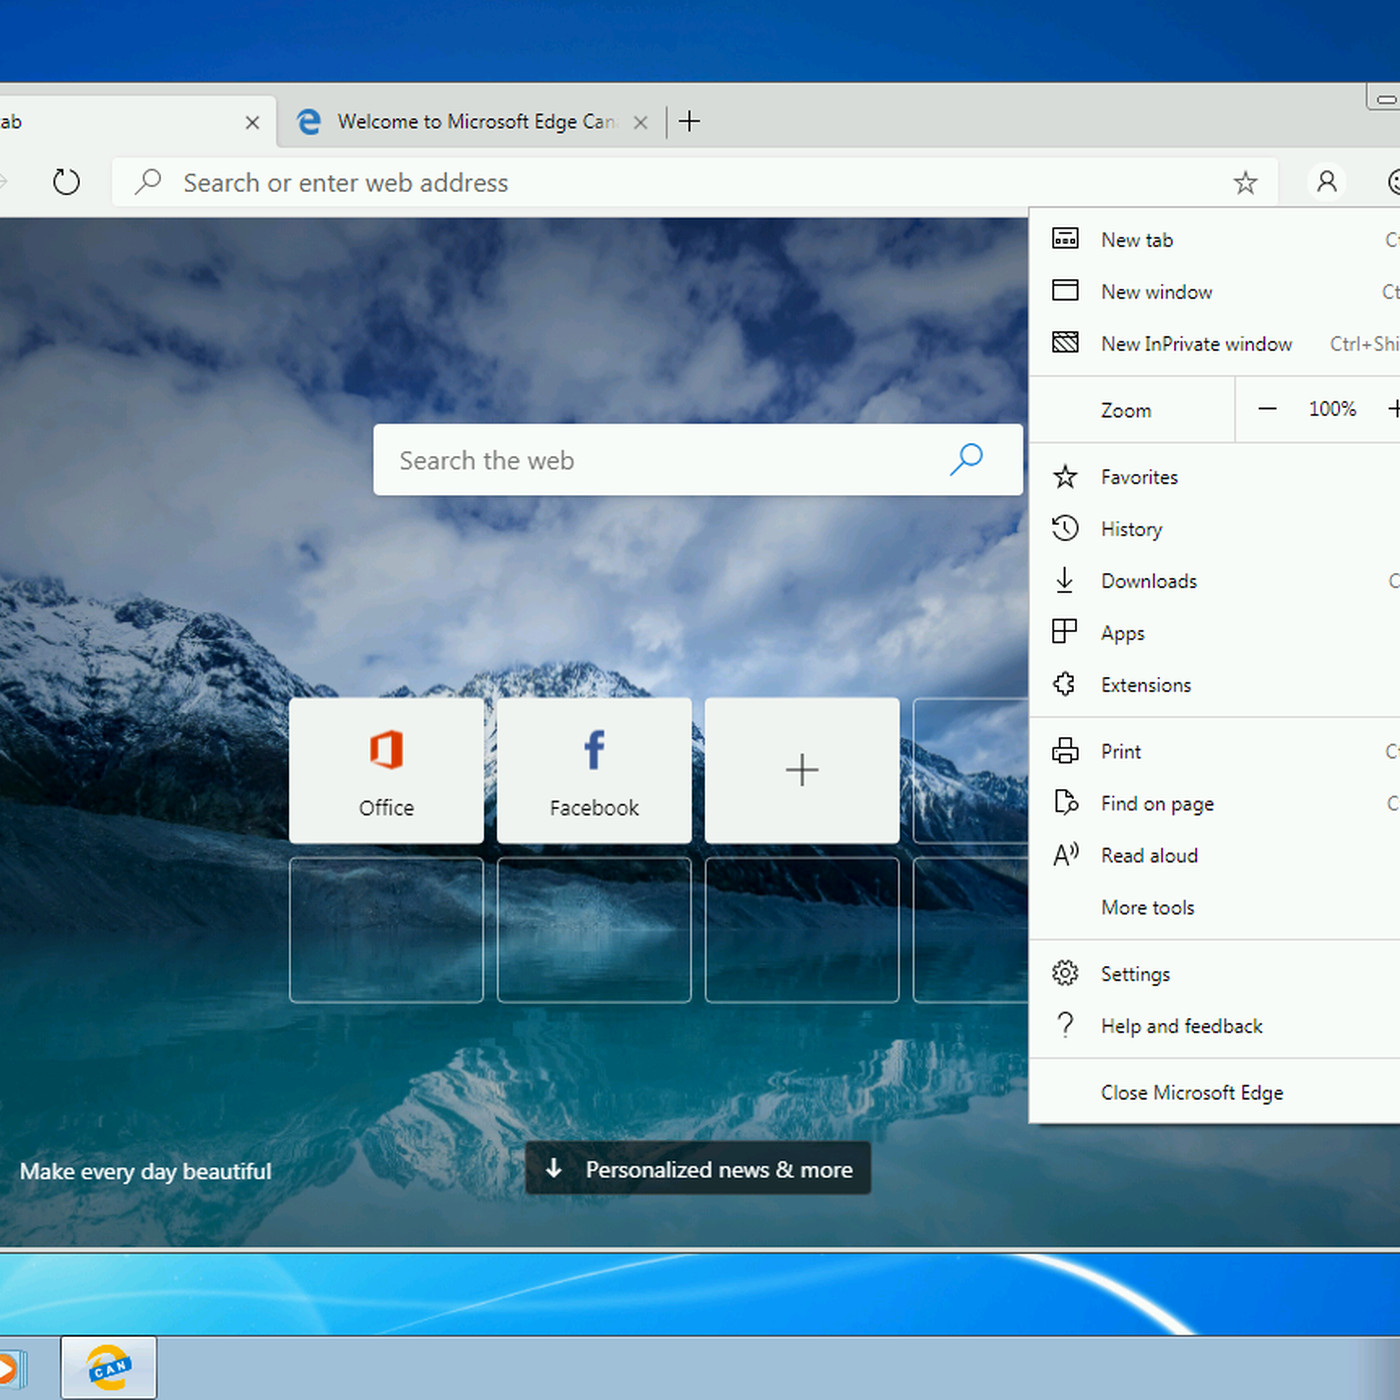 ab
Welcome to Microsoft Edge Can
Search or enter web address
New tab
New window
New InPrivate window Ctrl+Shi
Zoom 100%
Search the web
Favorites
History
Downloads
Apps
Extensions
Office
Facebook
Print
Find on page
Read aloud
More tools
Settings
Help and feedback
Close Microsoft Edge
Make every day beautiful
Personalized news & more
CAN